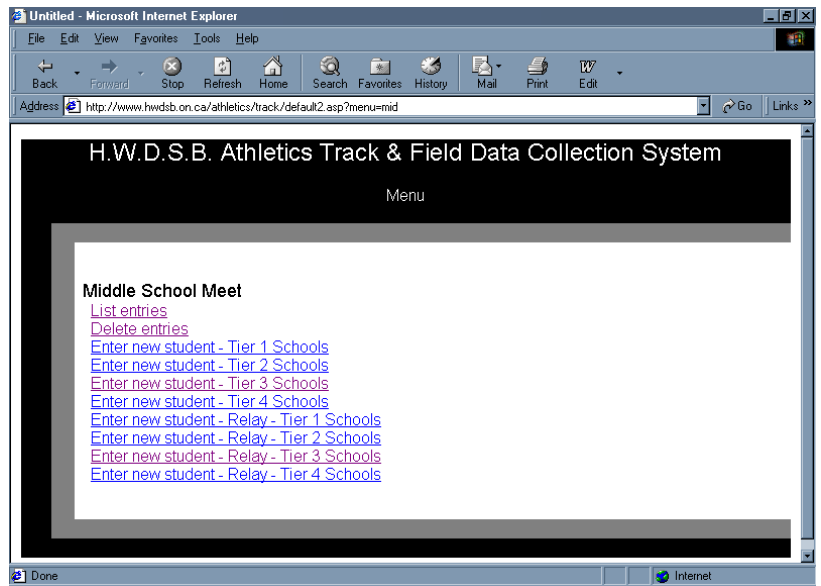 Untitled - Microsoft Internet Explorer
File Edit View Favorites Tools Help
Back Forward Stop Refresh Home Search Favorites History Mail Print Edit
Address http://www.hwdsb.on.ca/athletics/track/default2.asp?menu=mid Go Links »
H.W.D.S.B. Athletics Track & Field Data Collection System
Menu
Middle School Meet
List entries
Delete entries
Enter new student - Tier 1 Schools
Enter new student - Tier 2 Schools
Enter new student - Tier 3 Schools
Enter new student - Tier 4 Schools
Enter new student - Relay - Tier 1 Schools
Enter new student - Relay - Tier 2 Schools
Enter new student - Relay - Tier 3 Schools
Enter new student - Relay - Tier 4 Schools
Done Internet